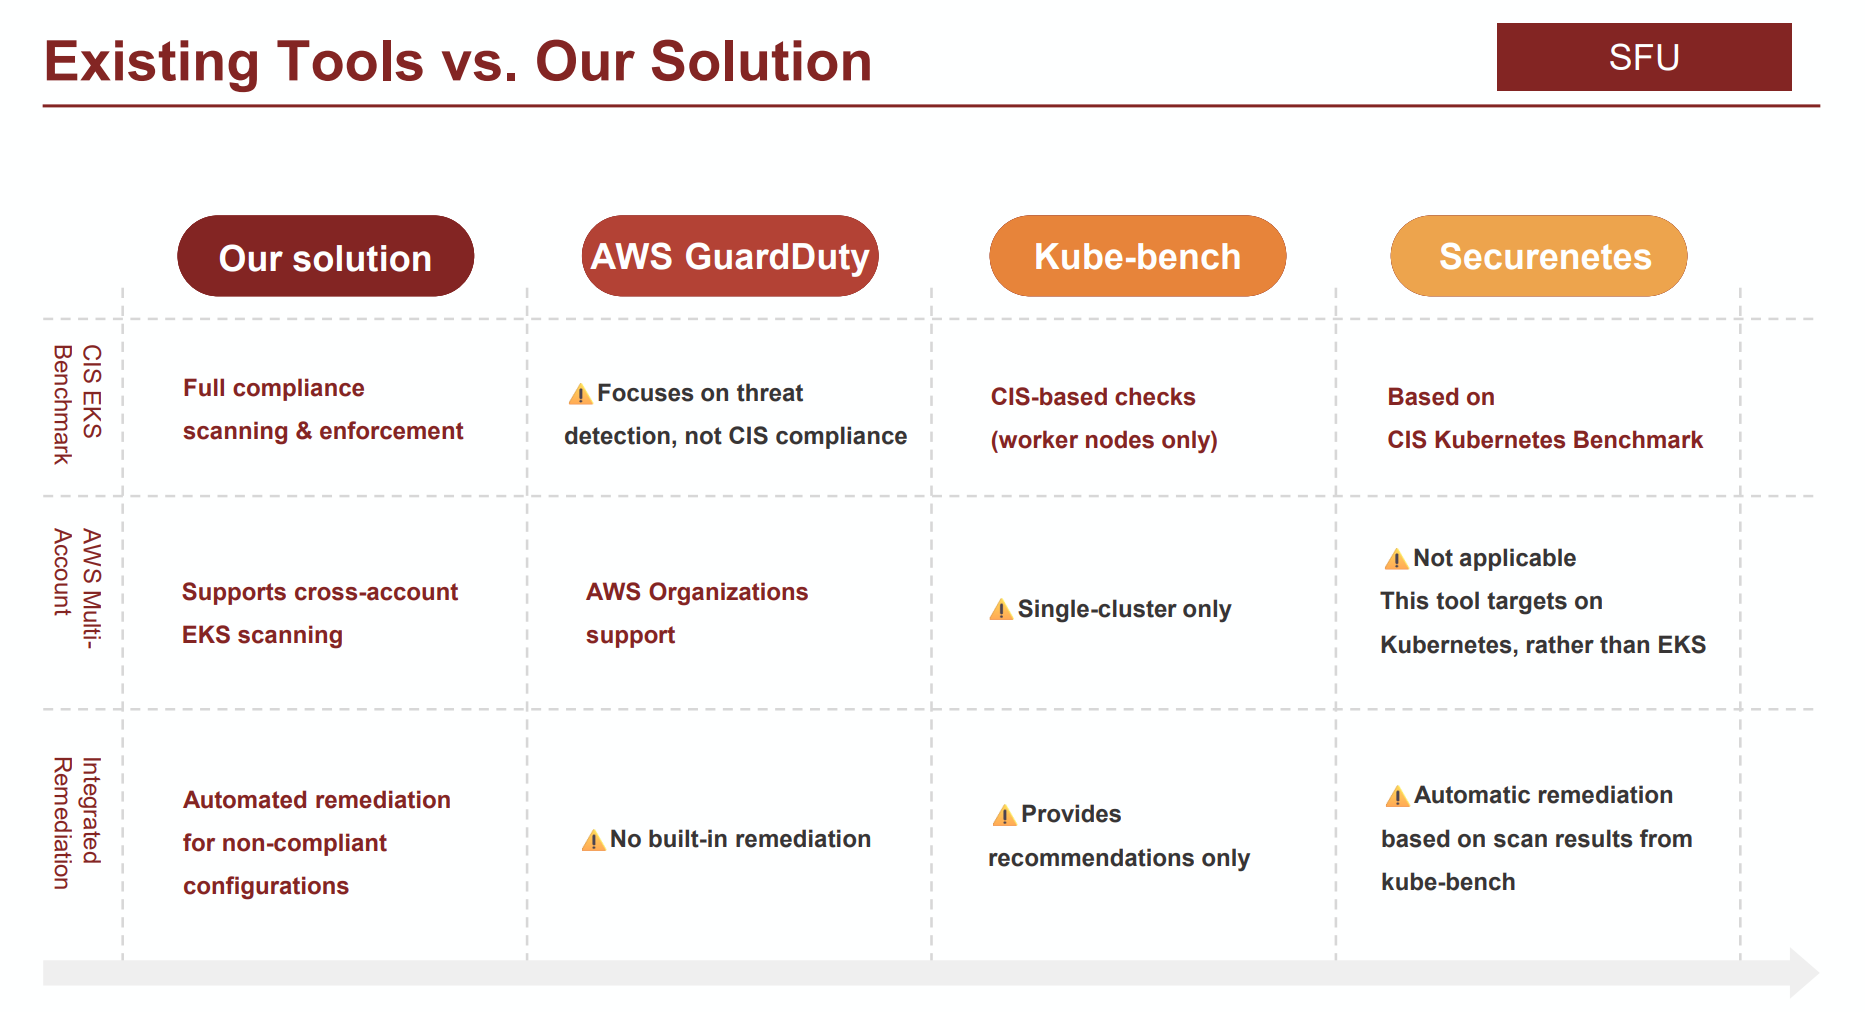 Existing Tools vs. Our Solution
SFU
Our solution
AWS GuardDuty
Kube-bench
Securenetes
CIS EKS
Benchmark
Full compliance
scanning & enforcement
⚠️Focuses on threat
detection, not CIS compliance
CIS-based checks
(worker nodes only)
Based on
CIS Kubernetes Benchmark
AWS Multi-
Account
Supports cross-account
EKS scanning
AWS Organizations
support
⚠️Single-cluster only
⚠️Not applicable
This tool targets on
Kubernetes, rather than EKS
Integrated
Remediation
Automated remediation
for non-compliant
configurations
⚠️No built-in remediation
⚠️Provides
recommendations only
⚠️Automatic remediation
based on scan results from
kube-bench